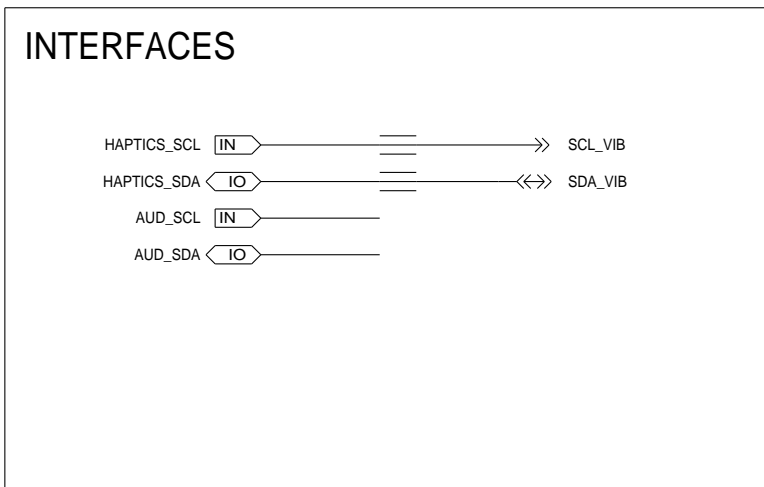 INTERFACES
HAPTICS_SCL IN SCL_VIB
HAPTICS_SDA IO SDA_VIB
AUD_SCL IN
AUD_SDA IO